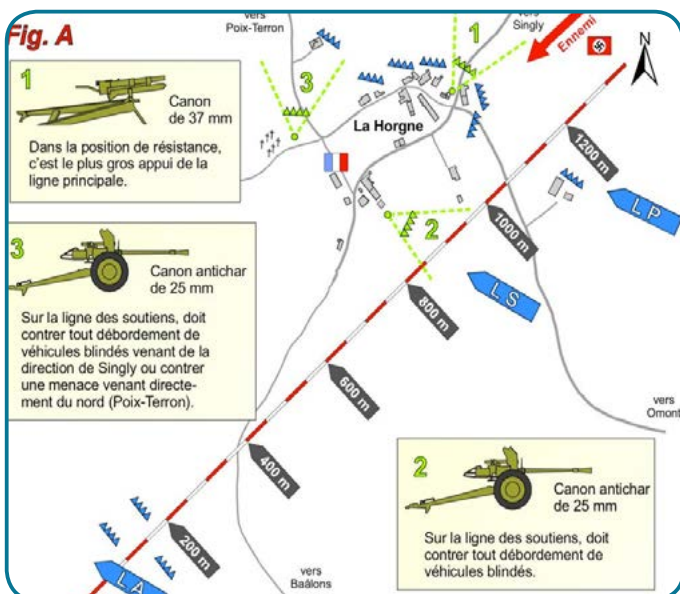 Fig. A
vers
Poix-Terron
vers
Singly
Ennemi
N
1
Canon
de 37 mm
Dans la position de résistance,
c'est le plus gros appui de la
ligne principale.
3
Canon antichar
de 25 mm
Sur la ligne des soutiens, doit
contrer tout débordement de
véhicules blindés venant de la
direction de Singly ou contrer
une menace venant directe-
ment du nord (Poix-Terron).
1
3
La Horgne
2
1200 m
1000 m
800 m
600 m
400 m
200 m
LP
LS
LA
vers
Omont
vers
Baâlons
2
Canon antichar
de 25 mm
Sur la ligne des soutiens, doit
contrer tout débordement de
véhicules blindés.